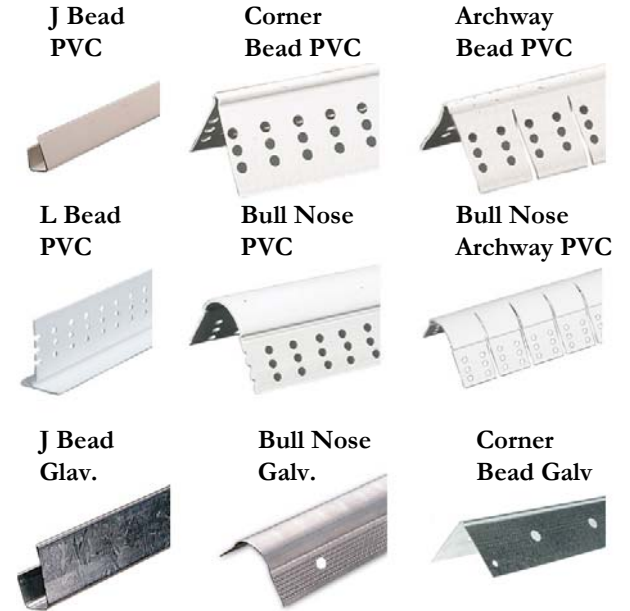 J Bead
PVC
Corner
Bead PVC
Archway
Bead PVC
L Bead
PVC
Bull Nose
PVC
Bull Nose
Archway PVC
J Bead
Glav.
Bull Nose
Galv.
Corner
Bead Galv